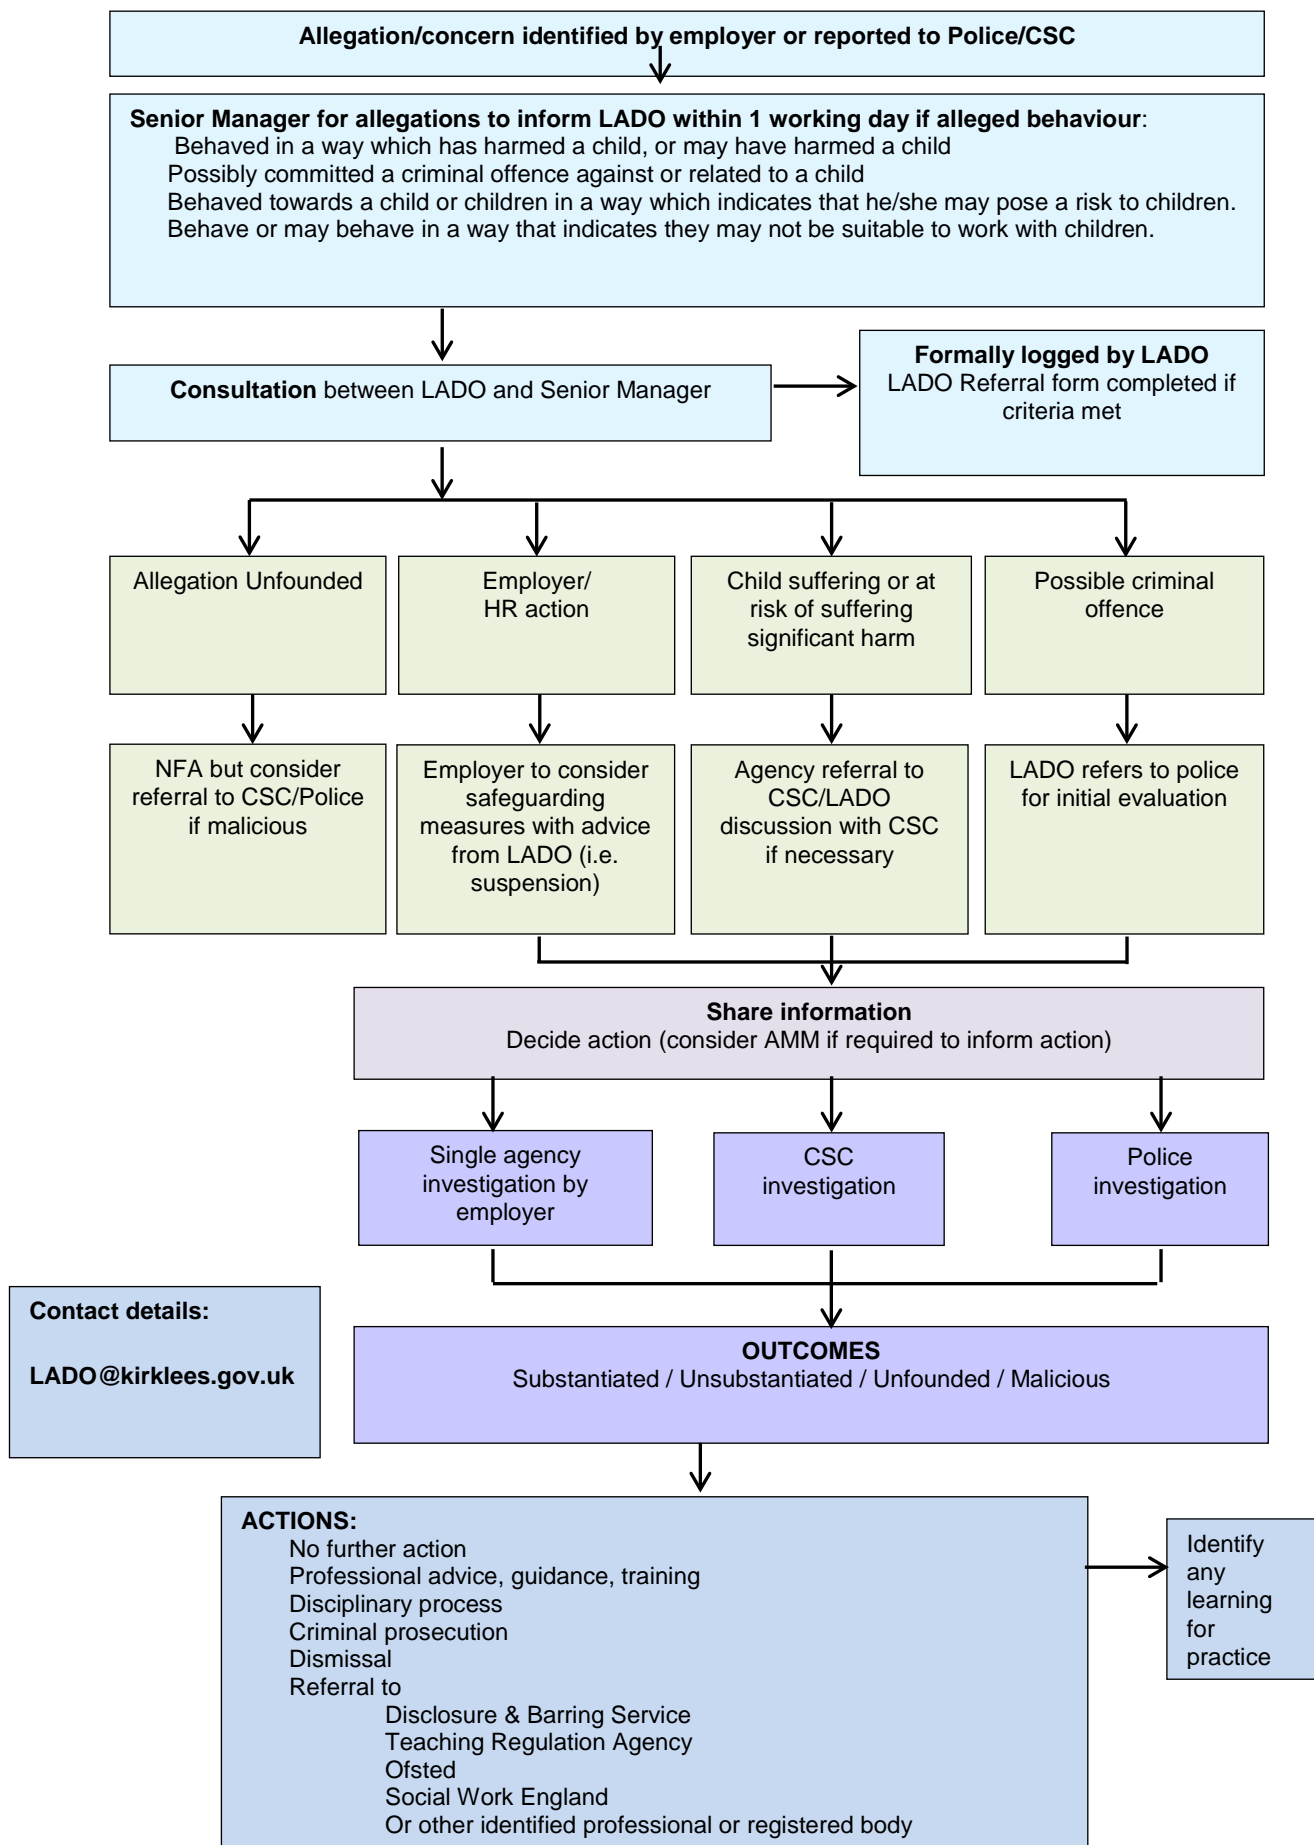 Allegation/concern identified by employer or reported to Police/CSC
Senior Manager for allegations to inform LADO within 1 working day if alleged behaviour:
Behaved in a way which has harmed a child, or may have harmed a child
Possibly committed a criminal offence against or related to a child
Behaved towards a child or children in a way which indicates that he/she may pose a risk to children.
Behave or may behave in a way that indicates they may not be suitable to work with children.
Consultation between LADO and Senior Manager
Formally logged by LADO
LADO Referral form completed if
criteria met
Allegation Unfounded
Employer/
HR action
Child suffering or at
risk of suffering
significant harm
Possible criminal
offence
NFA but consider
referral to CSC/Police
if malicious
Employer to consider
safeguarding
measures with advice
from LADO (i.e.
suspension)
Agency referral to
CSC/LADO
discussion with CSC
if necessary
LADO refers to police
for initial evaluation
Share information
Decide action (consider AMM if required to inform action)
Single agency
investigation by
employer
CSC
investigation
Police
investigation
Contact details:
LADO@kirklees.gov.uk
OUTCOMES
Substantiated / Unsubstantiated / Unfounded / Malicious
ACTIONS:
No further action
Professional advice, guidance, training
Disciplinary process
Criminal prosecution
Dismissal
Referral to
Disclosure & Barring Service
Teaching Regulation Agency
Ofsted
Social Work England
Or other identified professional or registered body
Identify
any
learning
for
practice